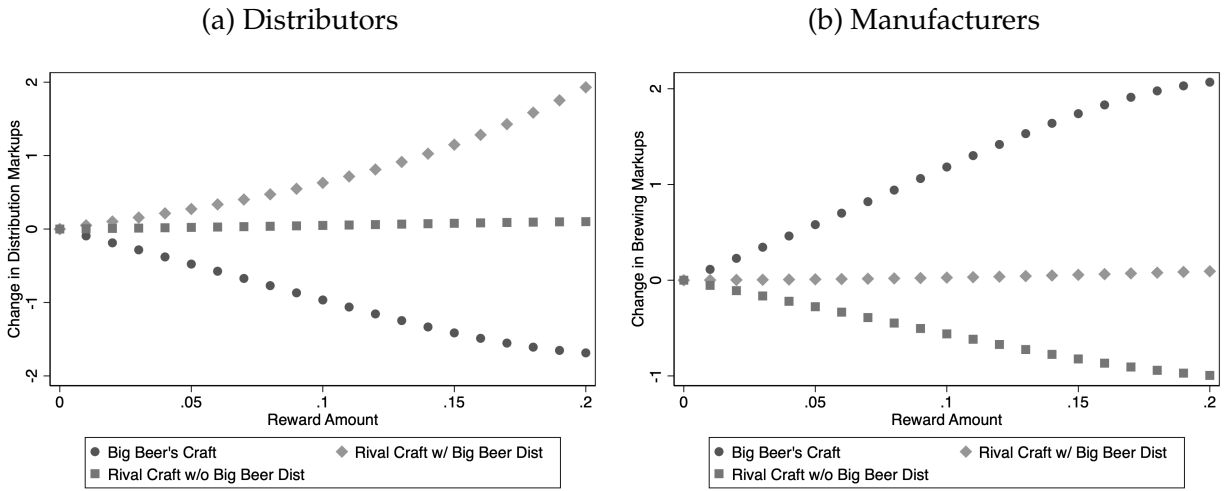 (a) Distributors
Change in Distribution Markups
2
1
0
-1
-2
0
.05
.1
.15
.2
Reward Amount
Big Beer's Craft
Rival Craft w/ Big Beer Dist
Rival Craft w/o Big Beer Dist
(b) Manufacturers
Change in Brewing Markups
2
1
0
-1
0
.05
.1
.15
.2
Reward Amount
Big Beer's Craft
Rival Craft w/ Big Beer Dist
Rival Craft w/o Big Beer Dist